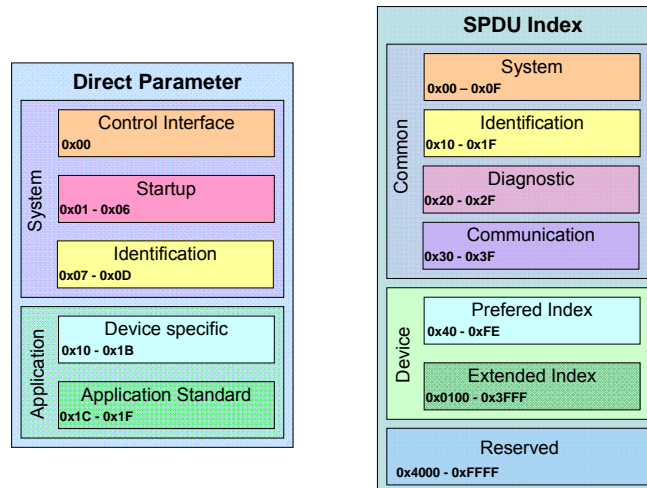 Direct Parameter
System
Control Interface
0x00
Startup
0x01 - 0x06
Identification
0x07 - 0x0D
Application
Device specific
0x10 - 0x1B
Application Standard
0x1C - 0x1F
SPDU Index
Common
System
0x00 – 0x0F
Identification
0x10 - 0x1F
Diagnostic
0x20 - 0x2F
Communication
0x30 - 0x3F
Device
Prefered Index
0x40 - 0xFE
Extended Index
0x0100 - 0x3FFF
Reserved
0x4000 - 0xFFFF